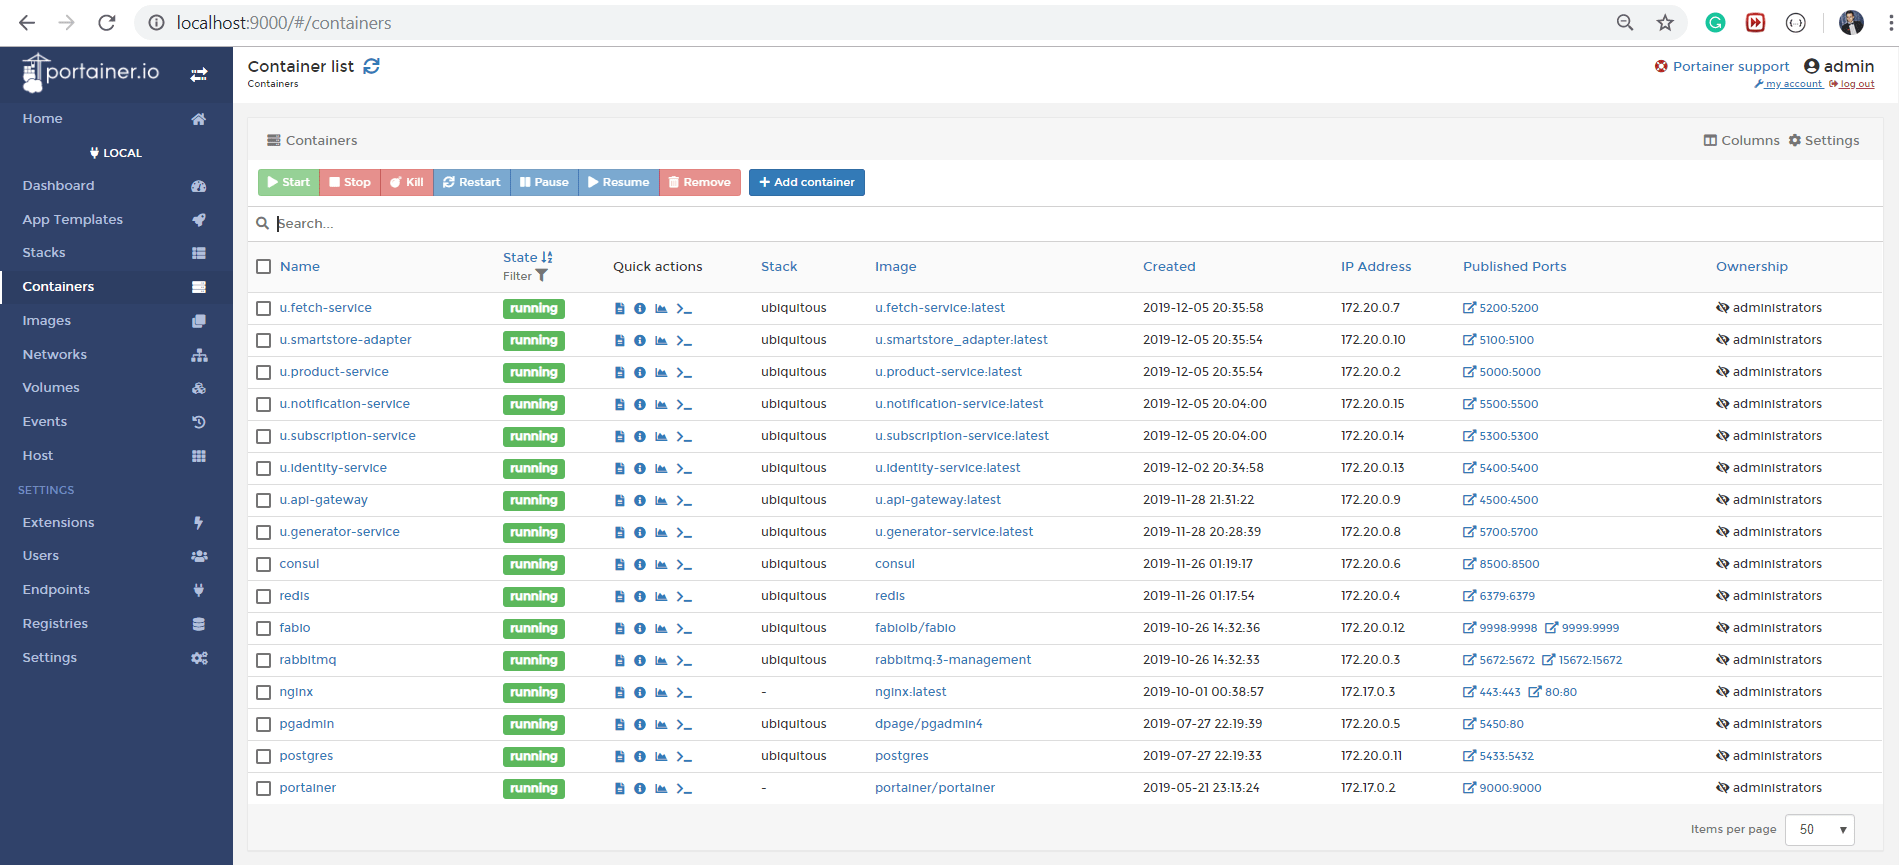 localhost:9000/#/containers
portainer.io
Container list
Containers
Portainer support admin
my account log out
Home
LOCAL
Dashboard
App Templates
Stacks
Containers
Images
Networks
Volumes
Events
Host
SETTINGS
Extensions
Users
Endpoints
Registries
Settings
Containers
Columns Settings
Start Stop Kill Restart Pause Resume Remove + Add container
Search...
Name State Filter Quick actions Stack Image Created IP Address Published Ports Ownership
u.fetch-service running ubiquitous u.fetch-service:latest 2019-12-05 20:35:58 172.20.0.7 5200:5200 administrators
u.smartstore-adapter running ubiquitous u.smartstore_adapter:latest 2019-12-05 20:35:54 172.20.0.10 5100:5100 administrators
u.product-service running ubiquitous u.product-service:latest 2019-12-05 20:35:54 172.20.0.2 5000:5000 administrators
u.notification-service running ubiquitous u.notification-service:latest 2019-12-05 20:04:00 172.20.0.15 5500:5500 administrators
u.subscription-service running ubiquitous u.subscription-service:latest 2019-12-05 20:04:00 172.20.0.14 5300:5300 administrators
u.identity-service running ubiquitous u.identity-service:latest 2019-12-02 20:34:58 172.20.0.13 5400:5400 administrators
u.api-gateway running ubiquitous u.api-gateway:latest 2019-11-28 21:31:22 172.20.0.9 4500:4500 administrators
u.generator-service running ubiquitous u.generator-service:latest 2019-11-28 20:28:39 172.20.0.8 5700:5700 administrators
consul running ubiquitous consul 2019-11-26 01:19:17 172.20.0.6 8500:8500 administrators
redis running ubiquitous redis 2019-11-26 01:17:54 172.20.0.4 6379:6379 administrators
fabio running ubiquitous fabiolb/fabio 2019-10-26 14:32:36 172.20.0.12 9998:9998 9999:9999 administrators
rabbitmq running ubiquitous rabbitmq:3-management 2019-10-26 14:32:33 172.20.0.3 5672:5672 15672:15672 administrators
nginx running - nginx:latest 2019-10-01 00:38:57 172.17.0.3 443:443 80:80 administrators
pgadmin running ubiquitous dpage/pgadmin4 2019-07-27 22:19:39 172.20.0.5 5450:80 administrators
postgres running ubiquitous postgres 2019-07-27 22:19:33 172.20.0.11 5433:5432 administrators
portainer running - portainer/portainer 2019-05-21 23:13:24 172.17.0.2 9000:9000 administrators
Items per page 50